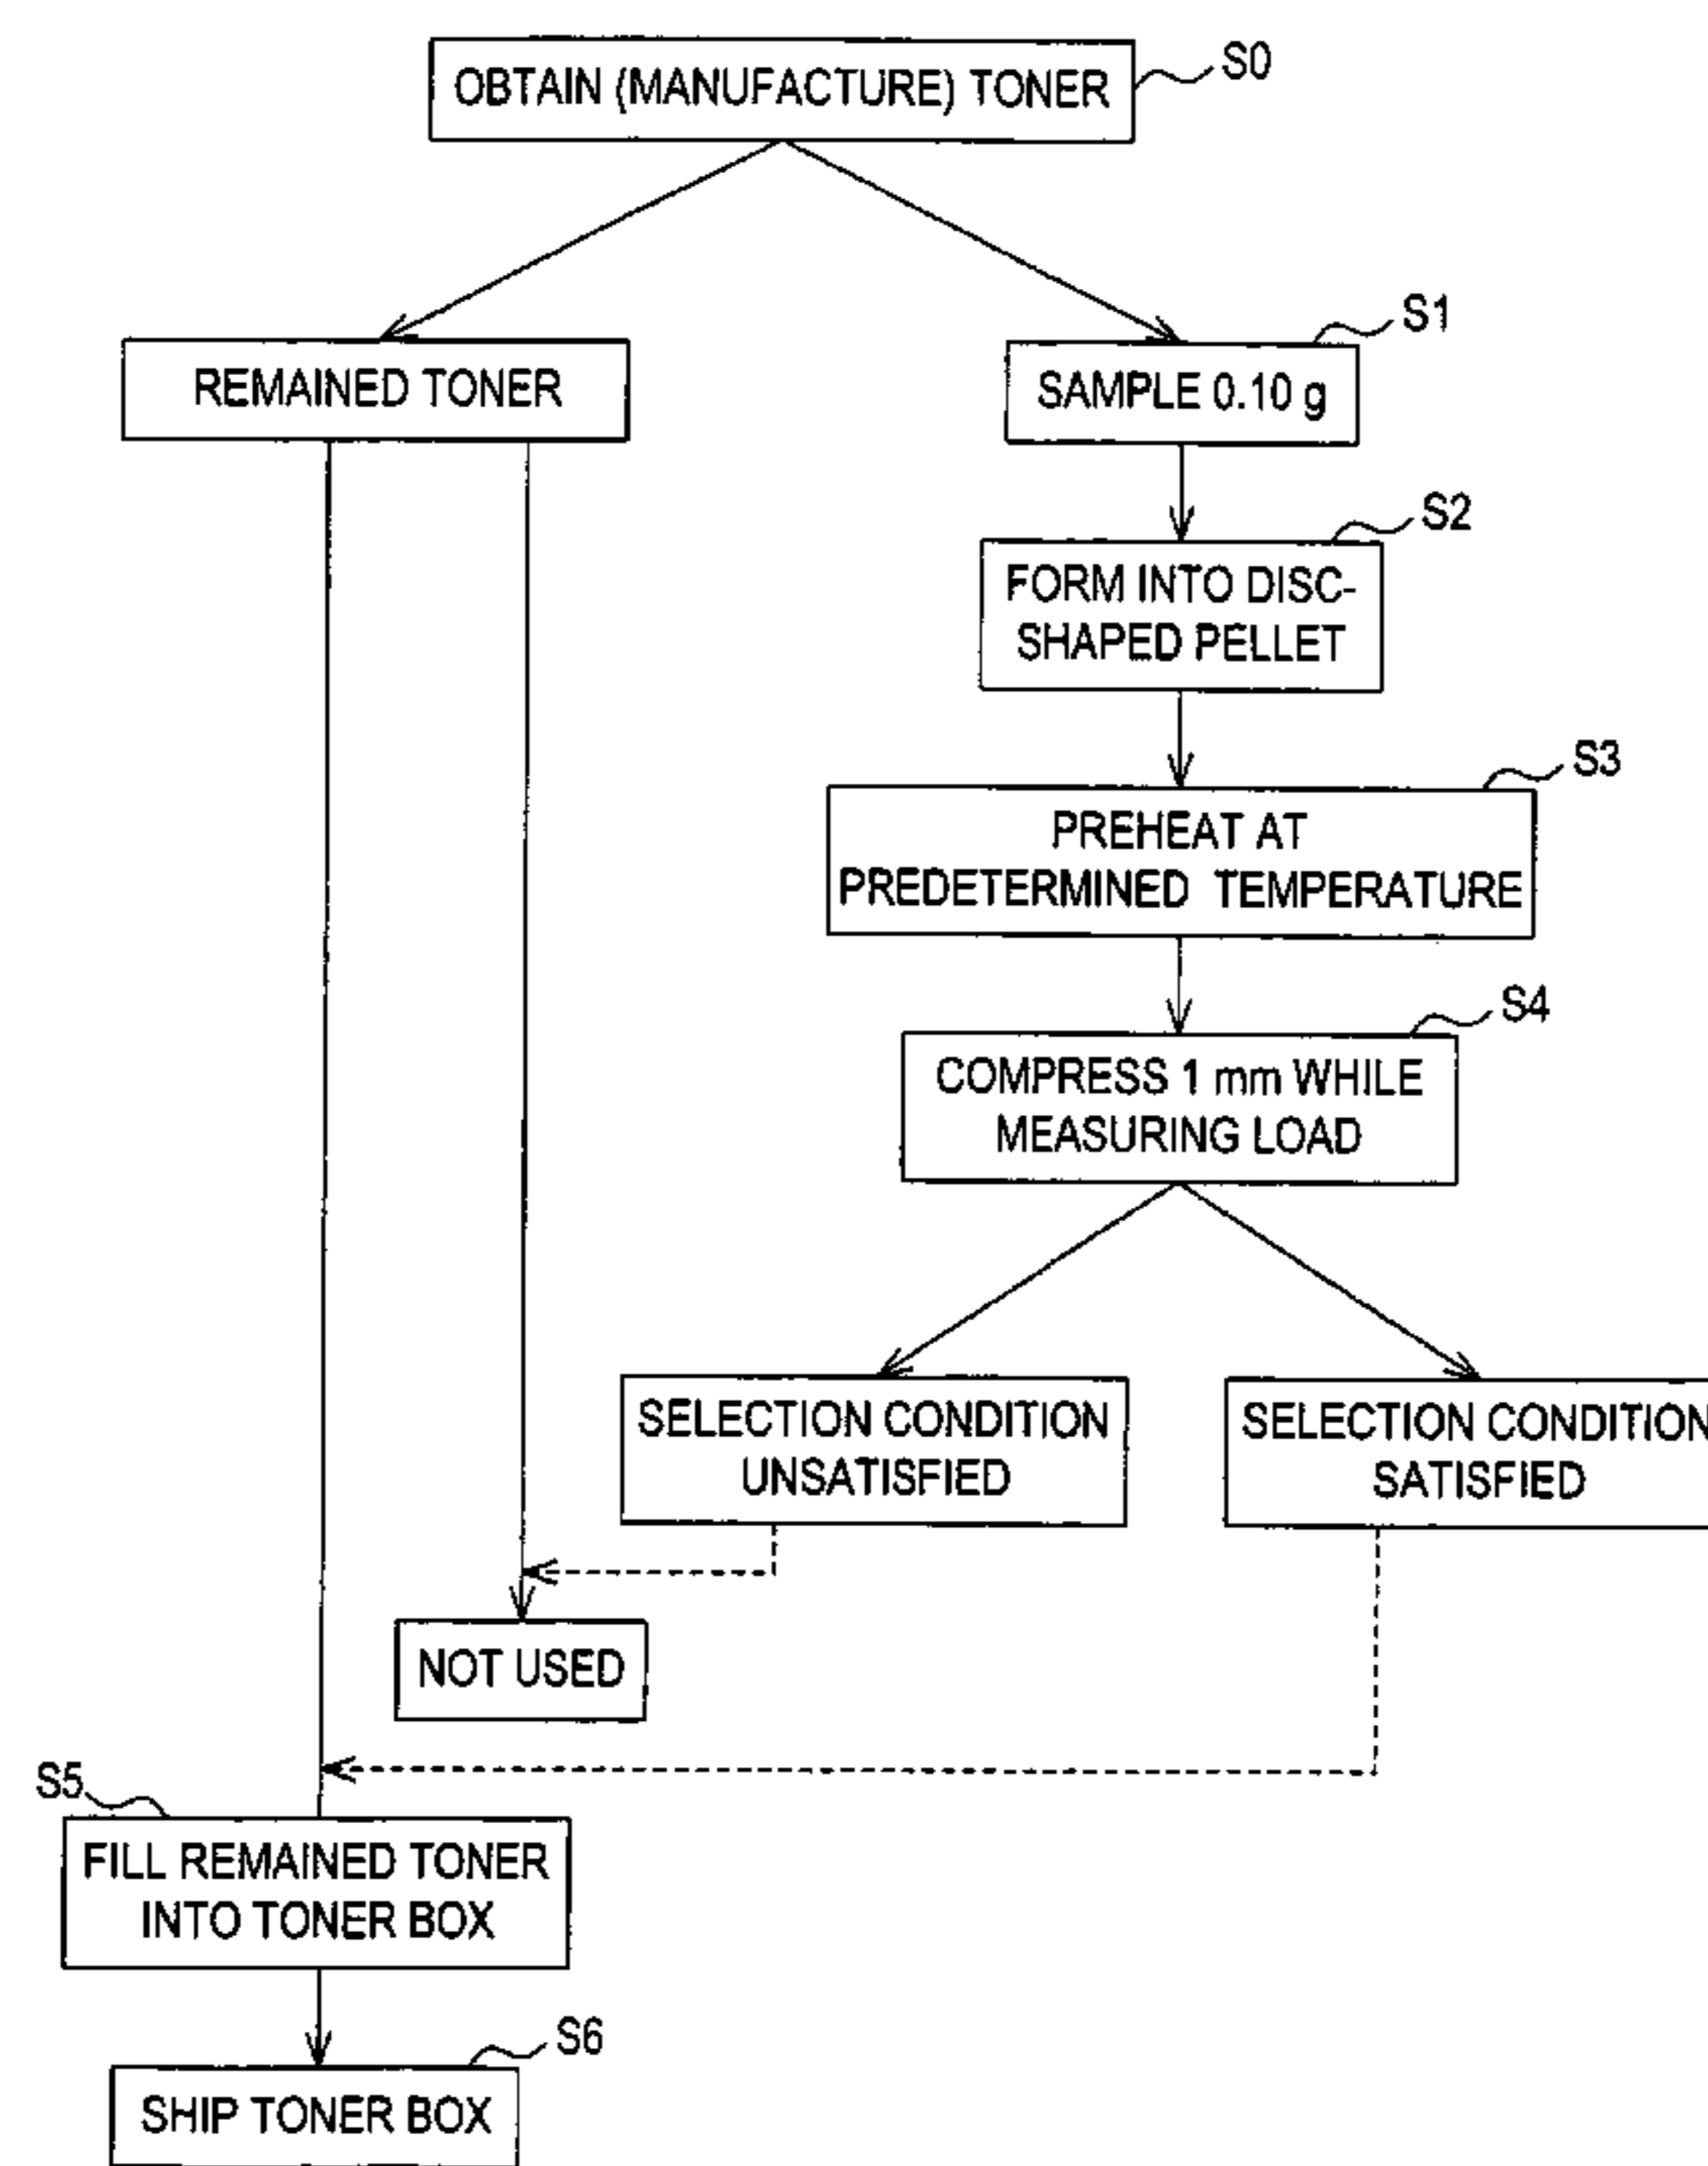 OBTAIN (MANUFACTURE) TONER
S0
REMAINED TONER
S1
SAMPLE 0.10 g
S2
FORM INTO DISC-
SHAPED PELLET
S3
PREHEAT AT
PREDETERMINED TEMPERATURE
S4
COMPRESS 1 mm WHILE
MEASURING LOAD
SELECTION CONDITION
UNSATISFIED
SELECTION CONDITION
SATISFIED
NOT USED
S5
FILL REMAINED TONER
INTO TONER BOX
S6
SHIP TONER BOX